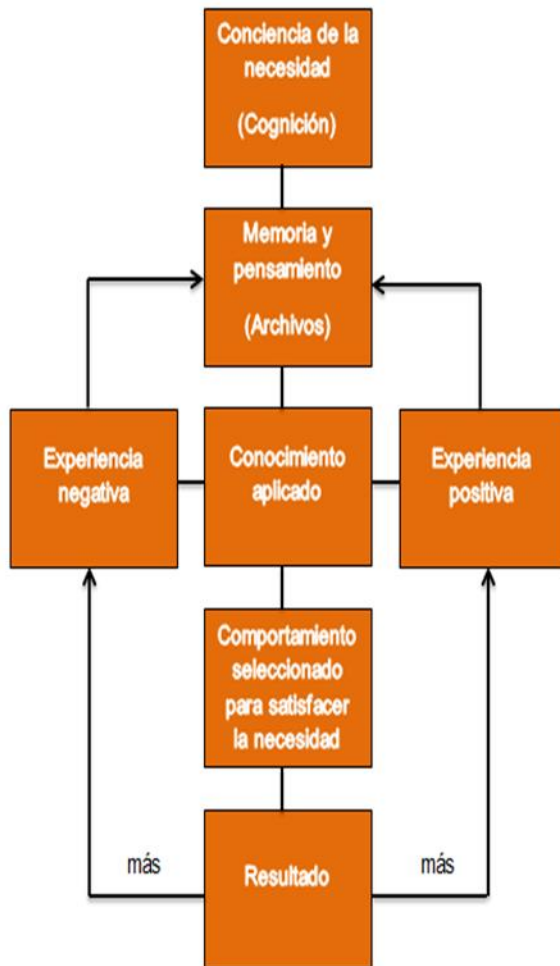 Conciencia de la
necesidad
(Cognición)
Memoria y
pensamiento
(Archivos)
Experiencia
negativa
Conocimiento
aplicado
Experiencia
positiva
Comportamiento
seleccionado
para satisfacer
la necesidad
más
Resultado
más